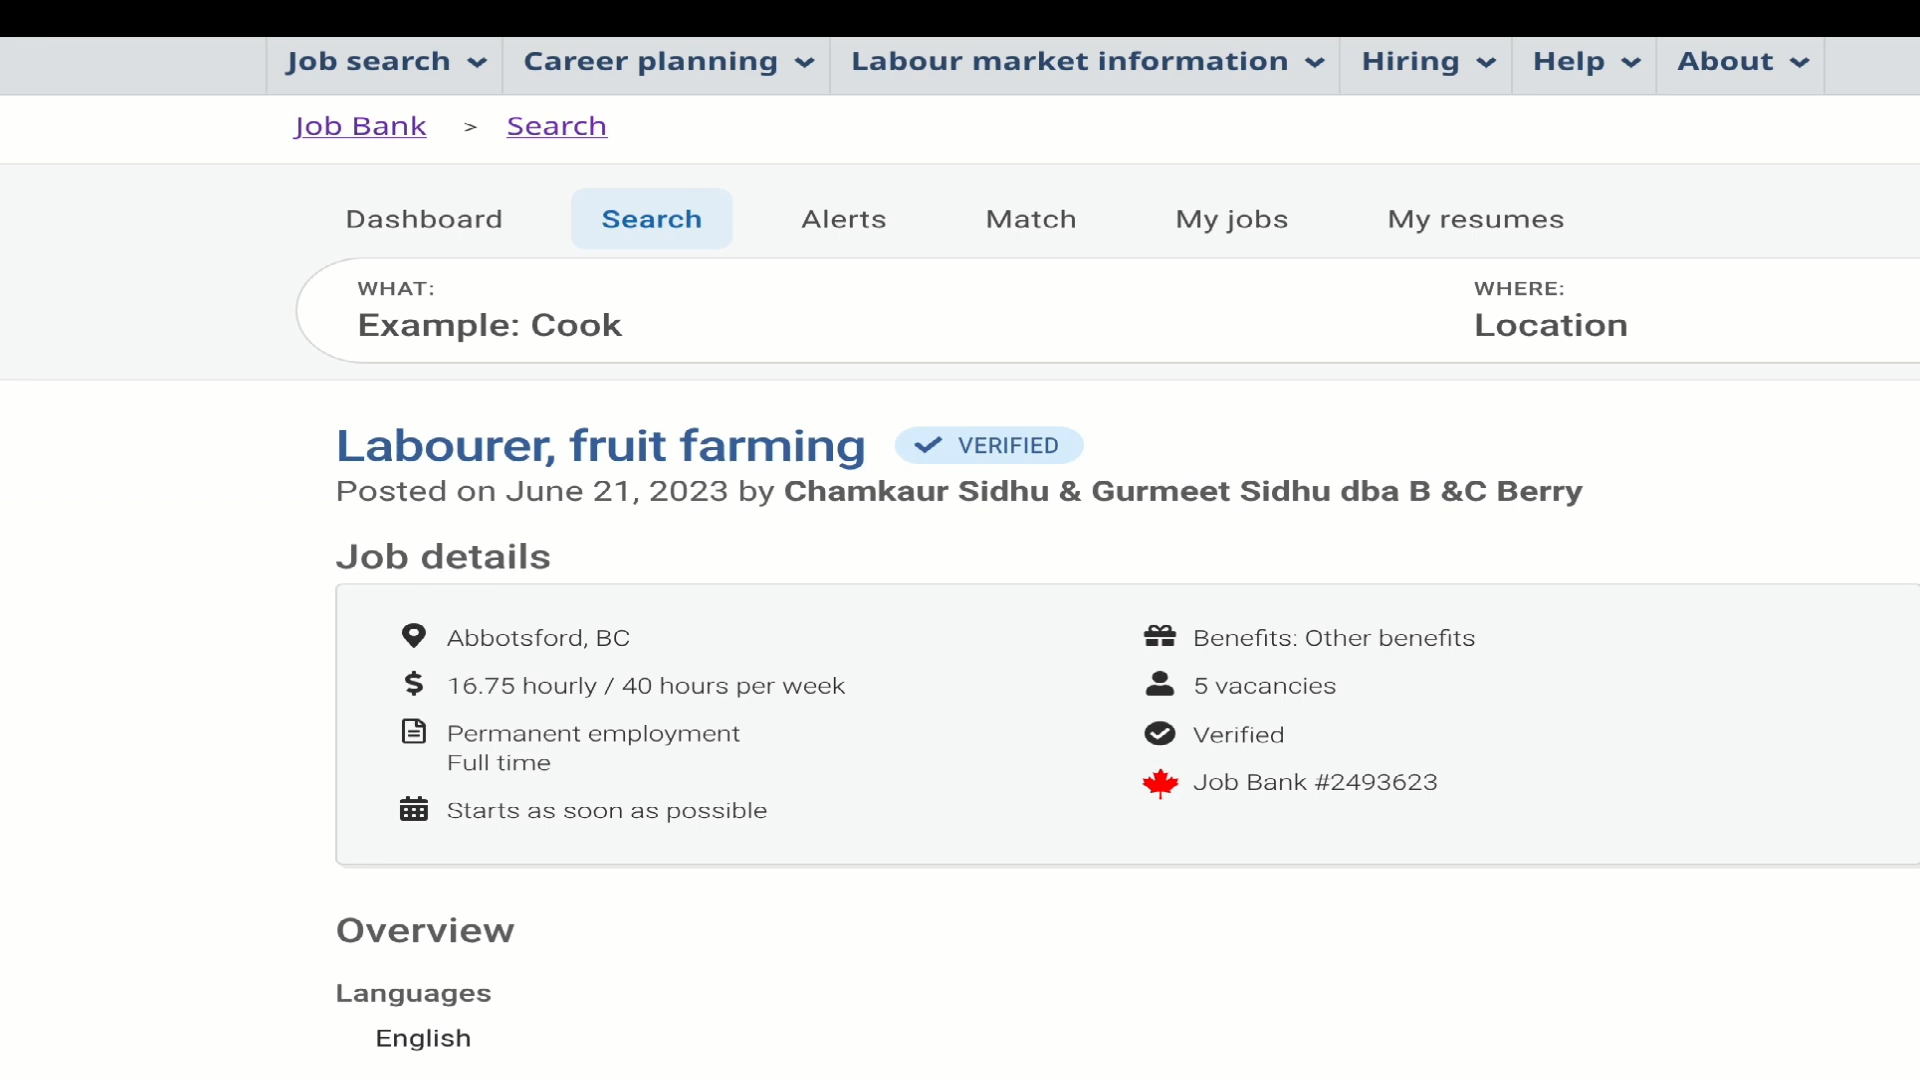 Job search Career planning Labour market information Hiring Help About
Job Bank > Search
Dashboard Search Alerts Match My jobs My resumes
WHAT: WHERE:
Example: Cook Location
Labourer, fruit farming VERIFIED
Posted on June 21, 2023 by Chamkaur Sidhu & Gurmeet Sidhu dba B &C Berry
Job details
Abbotsford, BC
$ 16.75 hourly / 40 hours per week
Permanent employment
Full time
Starts as soon as possible
Benefits: Other benefits
5 vacancies
Verified
Job Bank #2493623
Overview
Languages
English